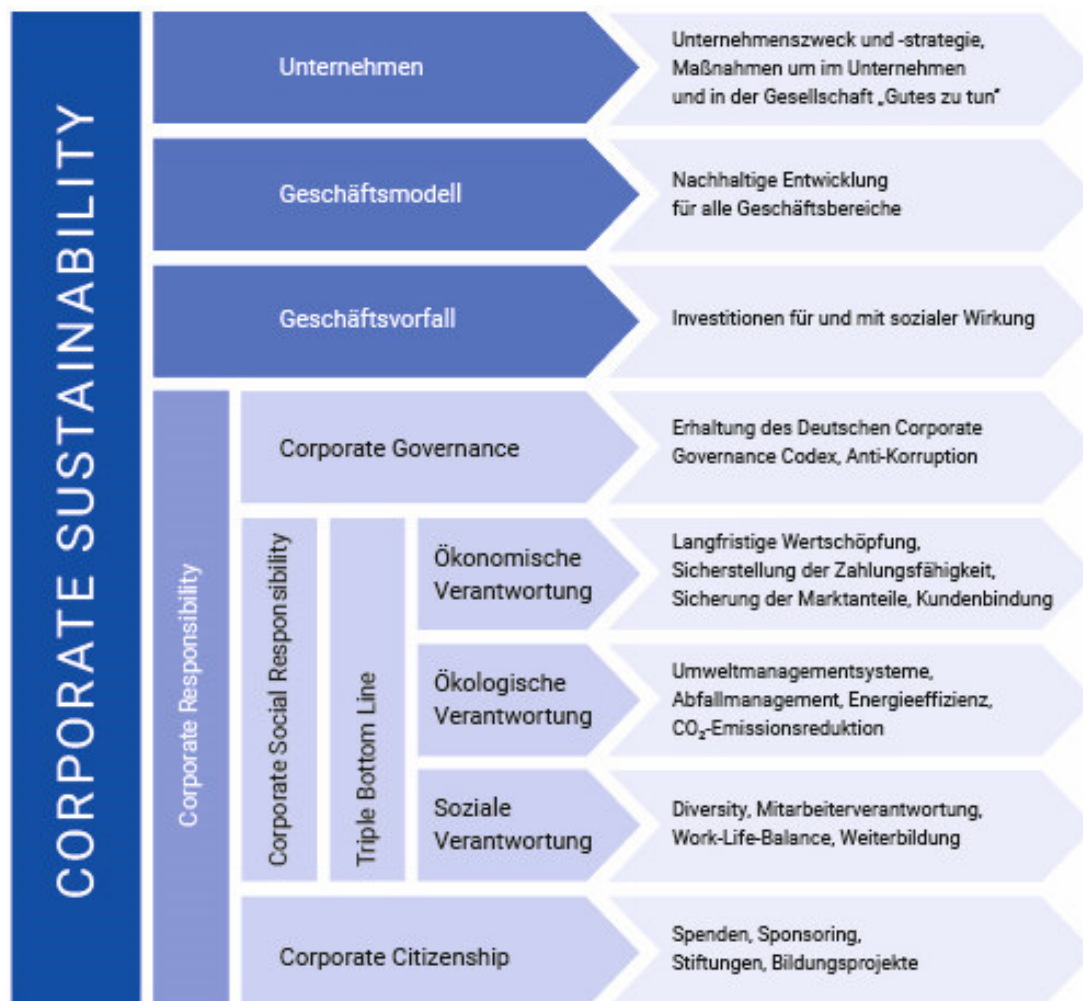 CORPORATE SUSTAINABILITY
Unternehmen
Unternehmenszweck und -strategie,
Maßnahmen um im Unternehmen
und in der Gesellschaft „Gutes zu tun“
Geschäftsmodell
Nachhaltige Entwicklung
für alle Geschäftsbereiche
Geschäftsvorfall
Investitionen für und mit sozialer Wirkung
Corporate Responsibility
Corporate Governance
Erhaltung des Deutschen Corporate
Governance Codex, Anti-Korruption
Corporate Social Responsibility
Triple Bottom Line
Ökonomische
Verantwortung
Langfristige Wertschöpfung,
Sicherstellung der Zahlungsfähigkeit,
Sicherung der Marktanteile, Kundenbindung
Ökologische
Verantwortung
Umweltmanagementsysteme,
Abfallmanagement, Energieeffizienz,
CO₂-Emissionsreduktion
Soziale
Verantwortung
Diversity, Mitarbeiterverantwortung,
Work-Life-Balance, Weiterbildung
Corporate Citizenship
Spenden, Sponsoring,
Stiftungen, Bildungsprojekte